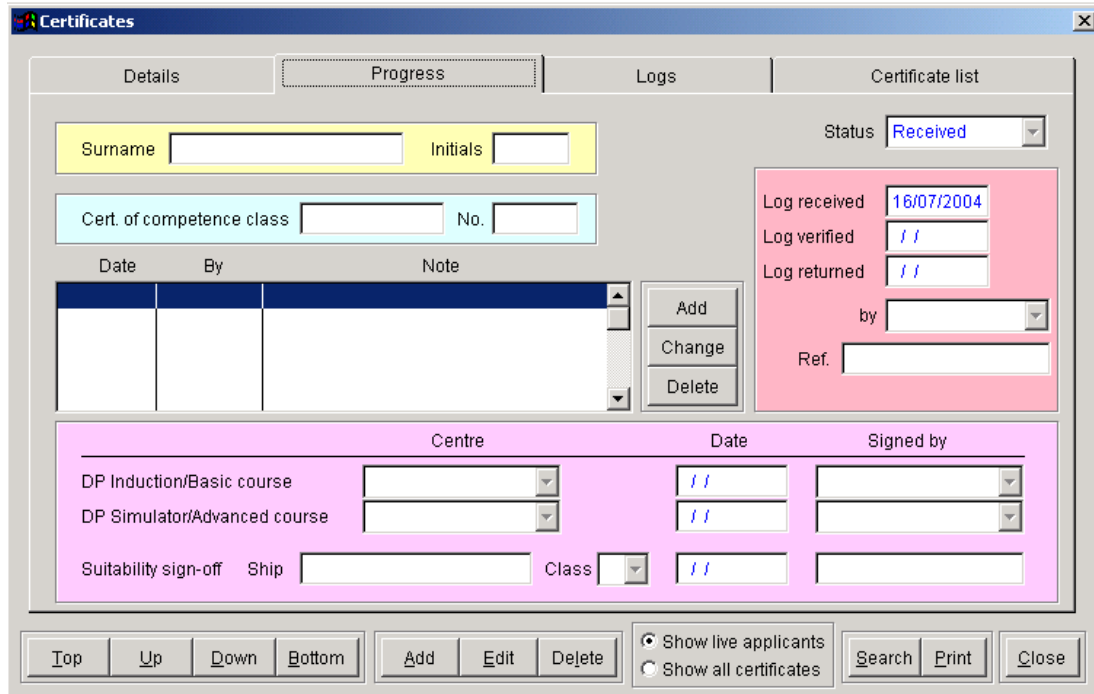 Certificates
Details Progress Logs Certificate list
Surname Initials
Status Received
Cert. of competence class No.
Log received 16/07/2004
Log verified / /
Log returned / /
by
Ref.
Date By Note
Add
Change
Delete
Centre Date Signed by
DP Induction/Basic course / /
DP Simulator/Advanced course / /
Suitability sign-off Ship Class / /
Top Up Down Bottom Add Edit Delete
Show live applicants
Show all certificates
Search Print Close